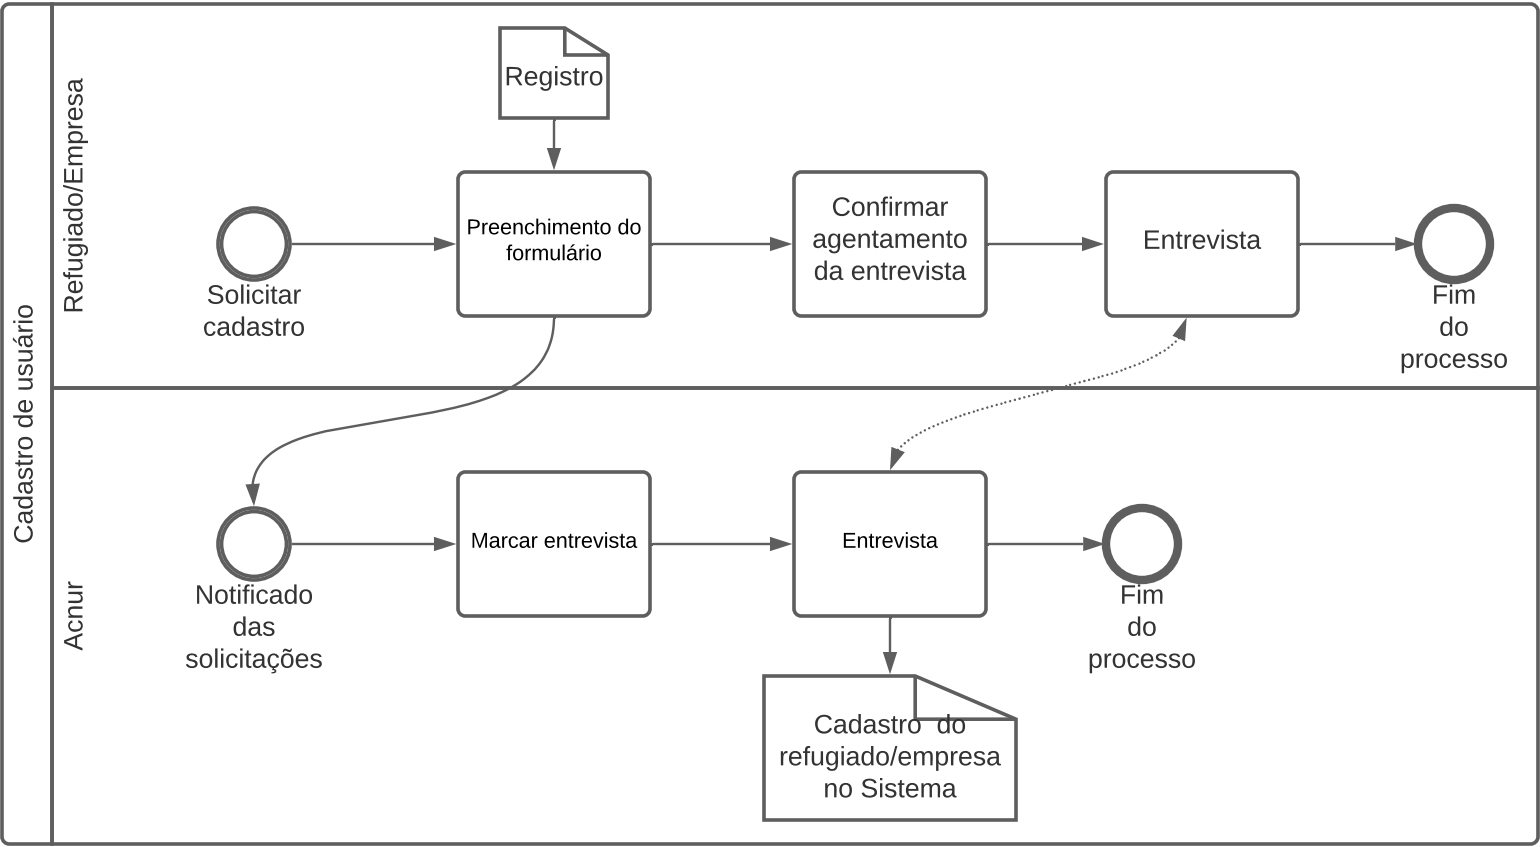 Cadastro de usuário
Refugiado/Empresa
Registro
Solicitar
cadastro
Preenchimento do
formulário
Confirmar
agentamento
da entrevista
Entrevista
Fim
do
processo
Acnur
Notificado
das
solicitações
Marcar entrevista
Entrevista
Fim
do
processo
Cadastro do
refugiado/empresa
no Sistema